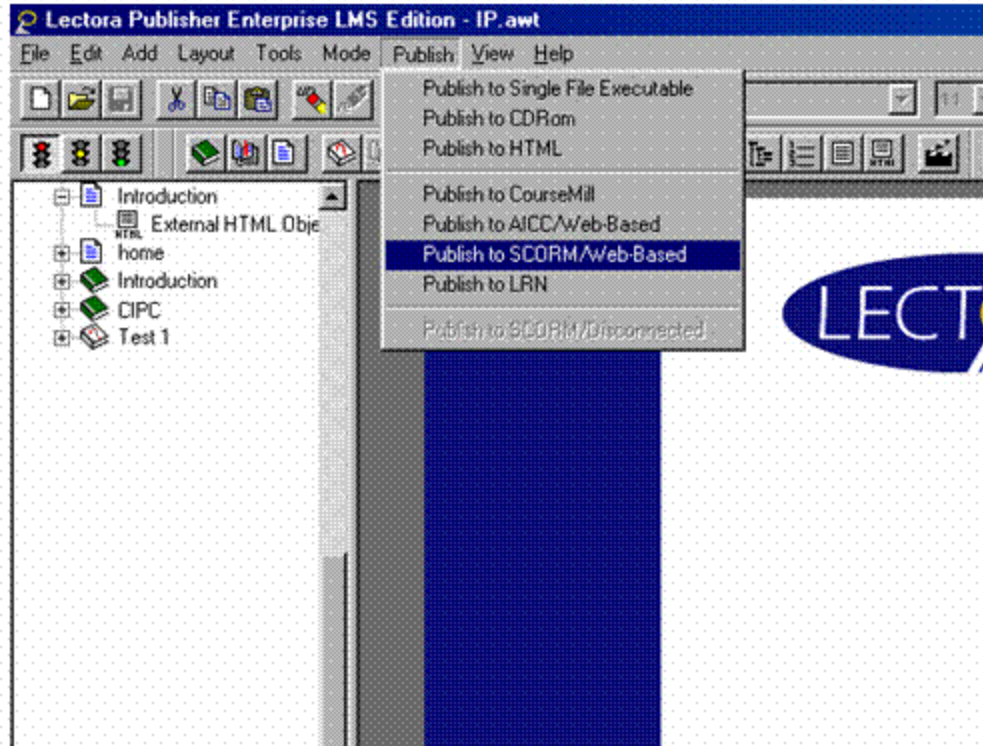 Lectora Publisher Enterprise LMS Edition - IP.awt
File Edit Add Layout Tools Mode Publish View Help
Publish to Single File Executable
Publish to CDRom
Publish to HTML
Publish to CourseMill
Publish to AICC/Web-Based
Publish to SCORM/Web-Based
Publish to LRN
Publish to SCORM/Disconnected
11
HTML
Introduction
HTML External HTML Obje
home
Introduction
CIPC
Test 1
LECT